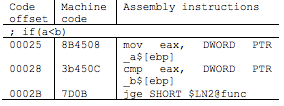 Code offset Machine code Assembly instructions
; if(a<b)
00025 8B4508 mov eax, DWORD PTR
_a$[ebp]
00028 3b450C cmp eax, DWORD PTR
_b$[ebp]
0002B 7D0B jge SHORT $LN2@func